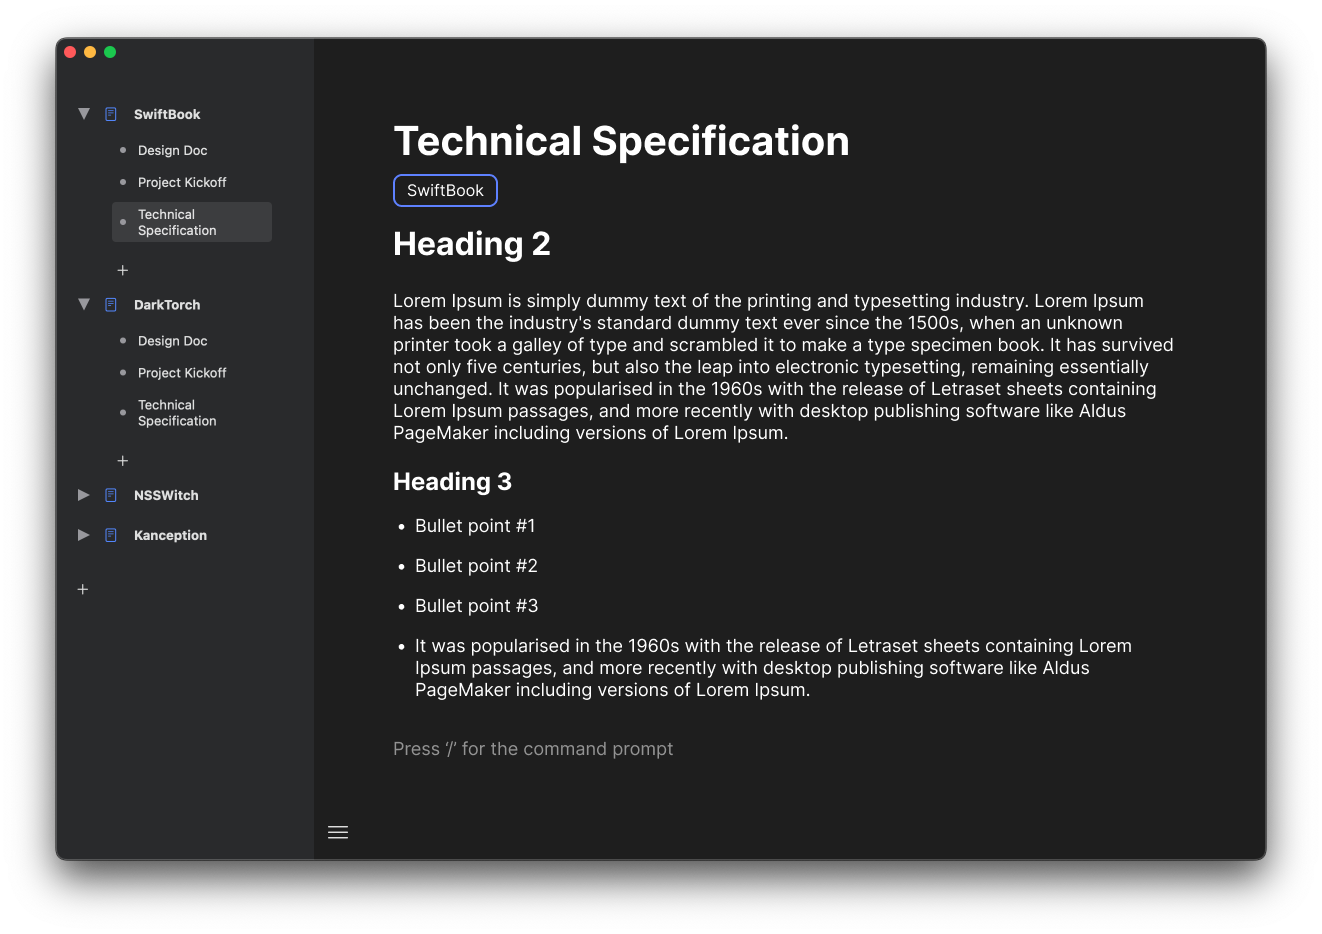 SwiftBook
Design Doc
Project Kickoff
Technical
Specification
+
DarkTorch
Design Doc
Project Kickoff
Technical
Specification
+
NSSWitch
Kanception
+
Technical Specification
SwiftBook
Heading 2
Lorem Ipsum is simply dummy text of the printing and typesetting industry. Lorem Ipsum
has been the industry's standard dummy text ever since the 1500s, when an unknown
printer took a galley of type and scrambled it to make a type specimen book. It has survived
not only five centuries, but also the leap into electronic typesetting, remaining essentially
unchanged. It was popularised in the 1960s with the release of Letraset sheets containing
Lorem Ipsum passages, and more recently with desktop publishing software like Aldus
PageMaker including versions of Lorem Ipsum.
Heading 3
• Bullet point #1
• Bullet point #2
• Bullet point #3
• It was popularised in the 1960s with the release of Letraset sheets containing Lorem
Ipsum passages, and more recently with desktop publishing software like Aldus
PageMaker including versions of Lorem Ipsum.
Press ‘/’ for the command prompt